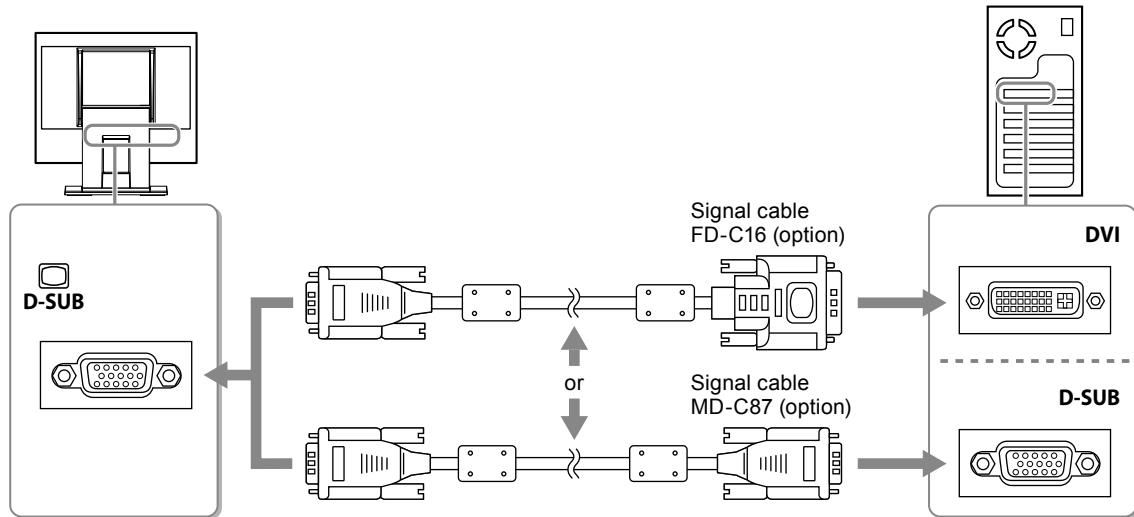 D-SUB
Signal cable
FD-C16 (option)
or
Signal cable
MD-C87 (option)
DVI
D-SUB